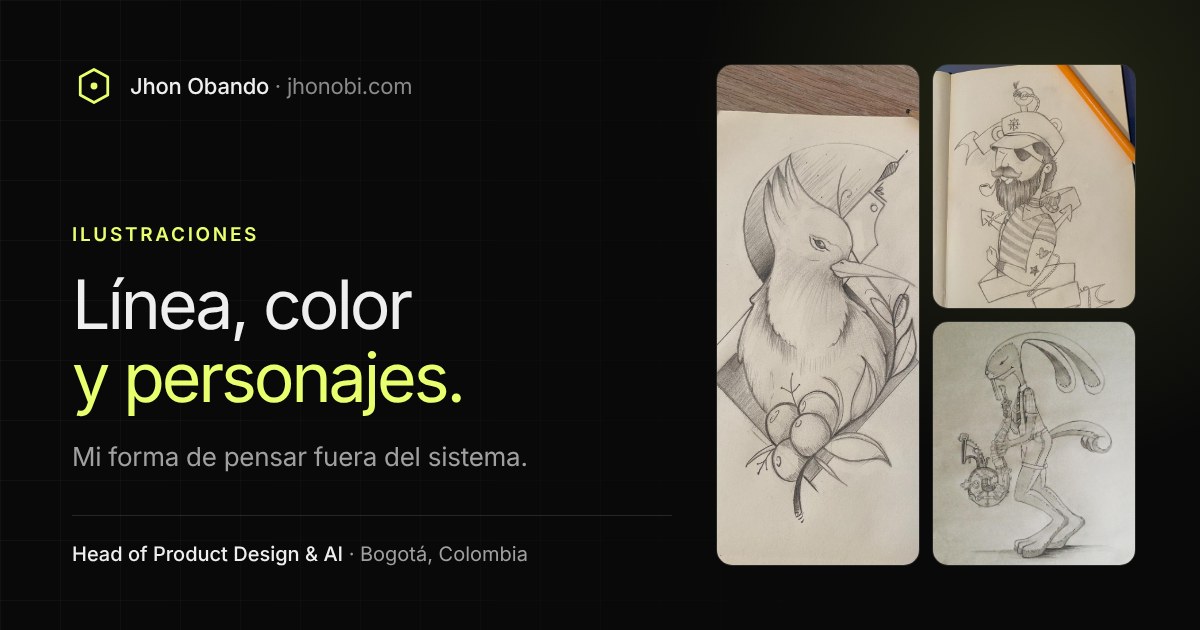 Jhon Obando · jhonobi.com
ILUSTRACIONES
Línea, color
y personajes.
Mi forma de pensar fuera del sistema.
Head of Product Design & AI · Bogotá, Colombia